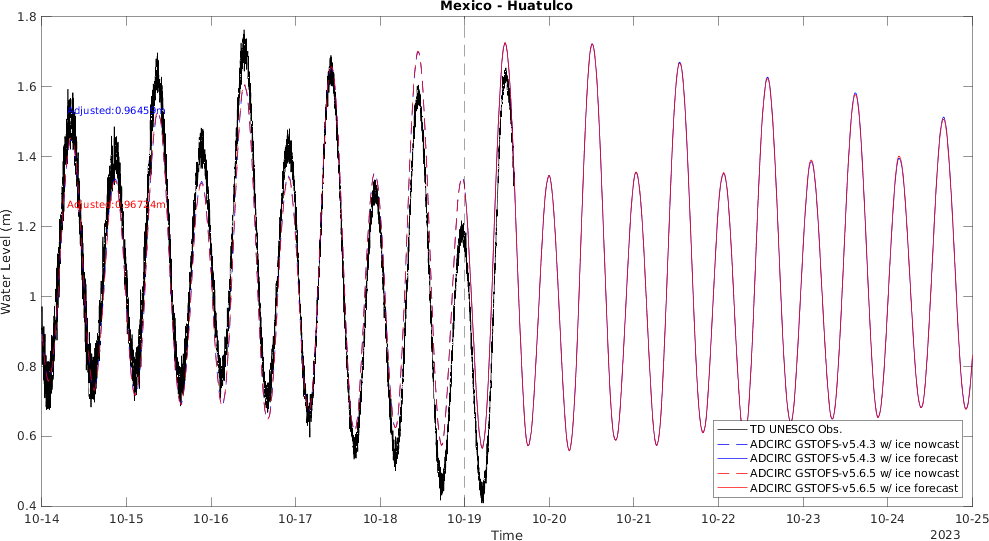 Mexico - Huatulco
1.8
1.6
1.4
1.2
1
0.8
0.6
0.4
Water Level (m)
Adjusted:0.96724m
TD UNESCO Obs.
ADCIRC GSTOFS-v5.4.3 w/ ice nowcast
ADCIRC GSTOFS-v5.4.3 w/ ice forecast
ADCIRC GSTOFS-v5.6.5 w/ ice nowcast
ADCIRC GSTOFS-v5.6.5 w/ ice forecast
10-14 10-15 10-16 10-17 10-18 10-19 10-20 10-21 10-22 10-23 10-24 10-25
Time
2023